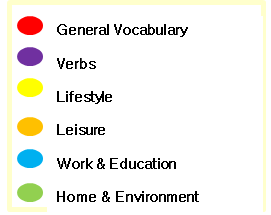 General Vocabulary
Verbs
Lifestyle
Leisure
Work & Education
Home & Environment